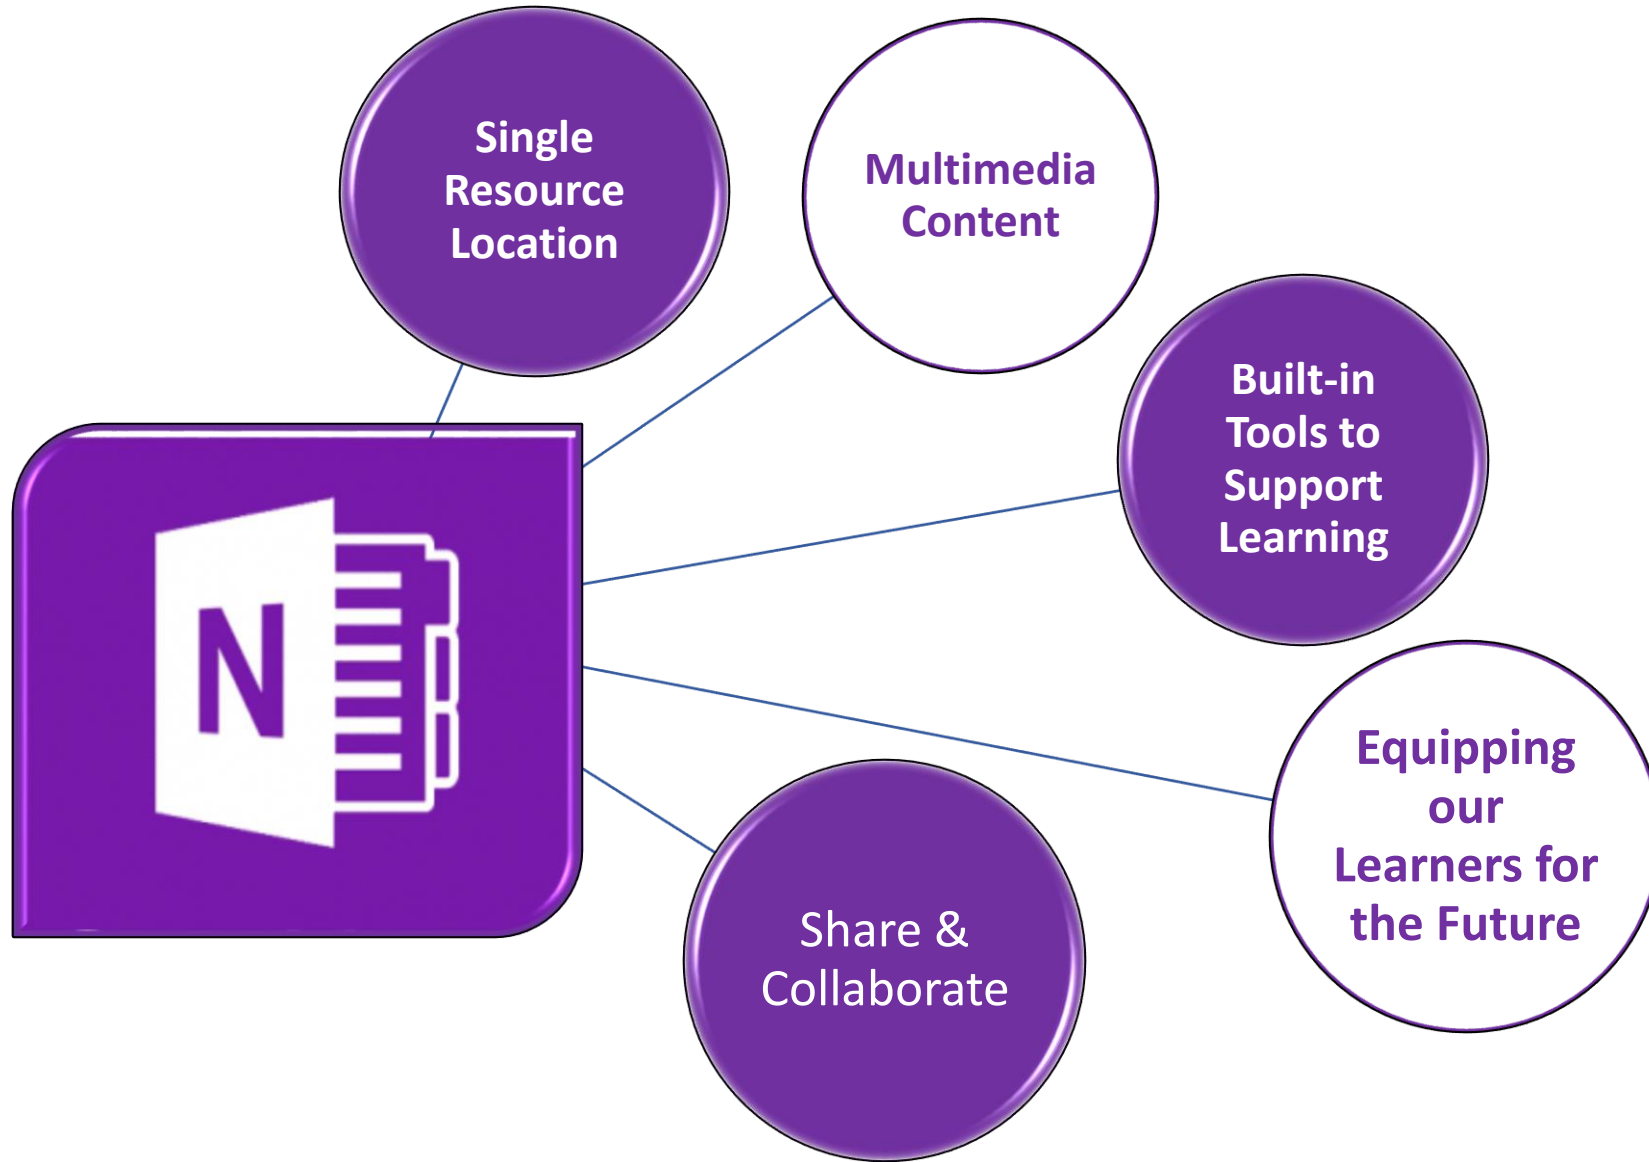 Single
Resource
Location
Multimedia
Content
Built-in
Tools to
Support
Learning
Equipping
our
Learners for
the Future
Share &
Collaborate
N